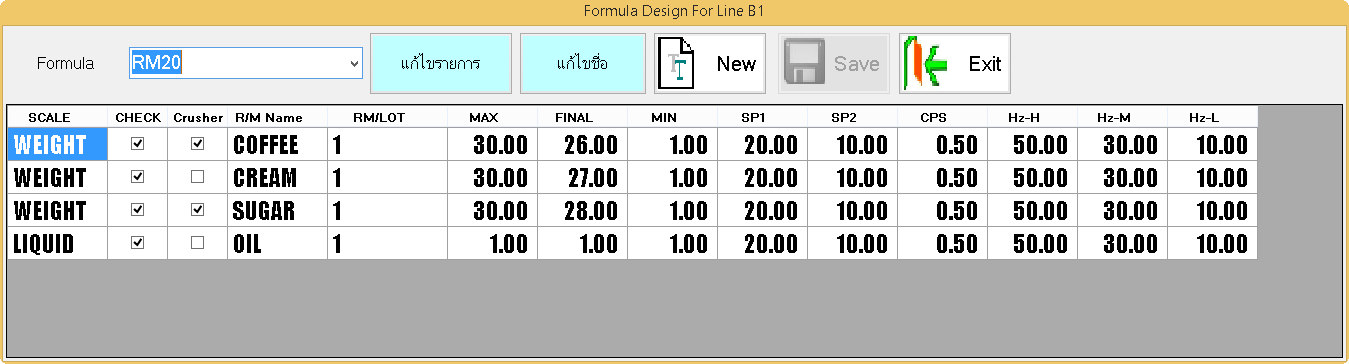 Formula Design For Line B1
Formula RM20 แก้ไขรายการ แก้ไขชื่อ New Save Exit
SCALE CHECK Crusher R/M Name RM/LOT MAX FINAL MIN SP1 SP2 CPS Hz-H Hz-M Hz-L
WEIGHT COFFEE 1 30.00 26.00 1.00 20.00 10.00 0.50 50.00 30.00 10.00
WEIGHT CREAM 1 30.00 27.00 1.00 20.00 10.00 0.50 50.00 30.00 10.00
WEIGHT SUGAR 1 30.00 28.00 1.00 20.00 10.00 0.50 50.00 30.00 10.00
LIQUID OIL 1 1.00 1.00 1.00 20.00 10.00 0.50 50.00 30.00 10.00